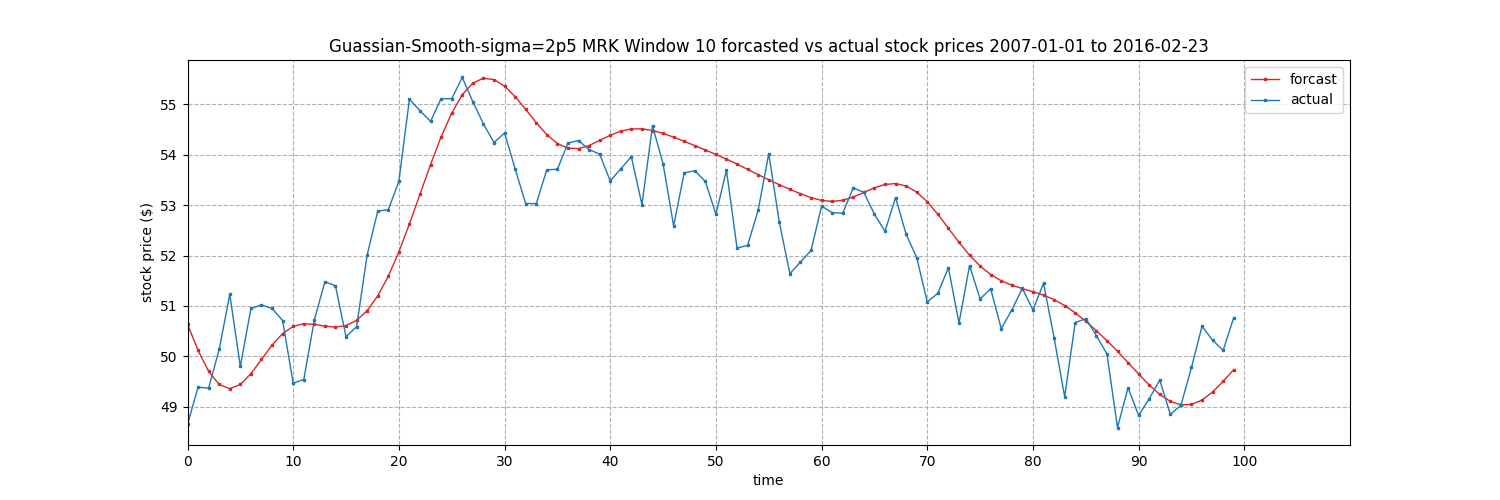 Guassian-Smooth-sigma=2p5 MRK Window 10 forcasted vs actual stock prices 2007-01-01 to 2016-02-23
forcast
actual
55
54
53
52
51
50
49
stock price ($)
0 10 20 30 40 50 60 70 80 90 100
time